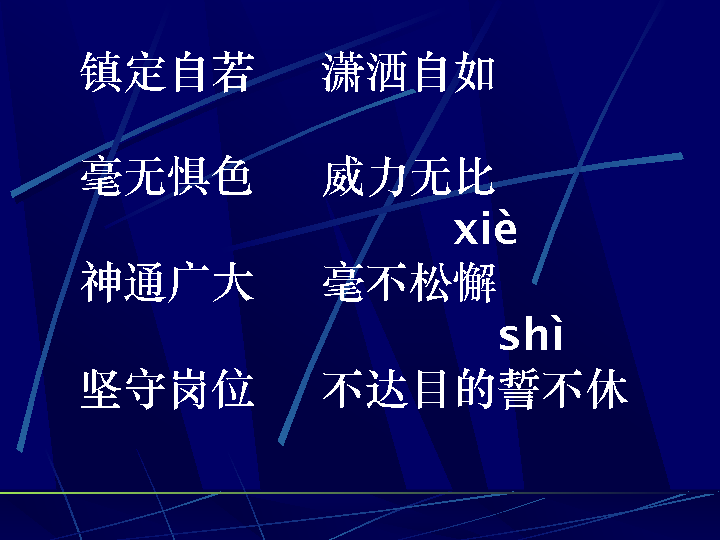 镇定自若 潇洒自如
毫无惧色 威力无比
xiè
神通广大 毫不松懈
shì
坚守岗位 不达目的誓不休